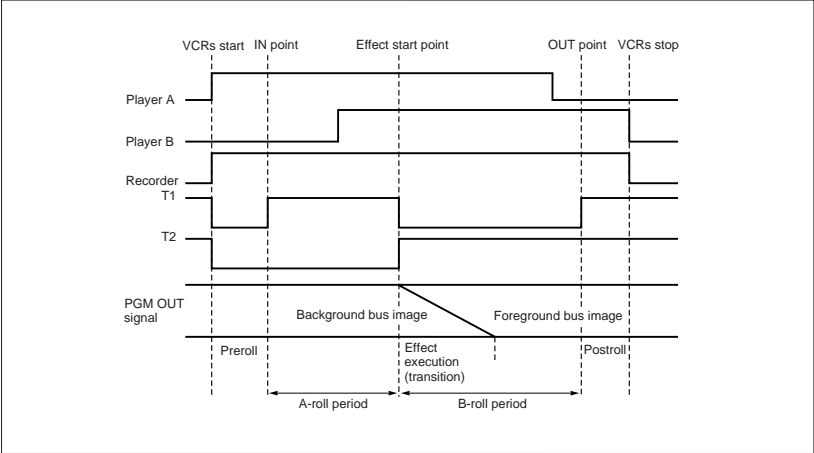 VCRs start IN point Effect start point OUT point VCRs stop
Player A
Player B
Recorder
T1
T2
PGM OUT
signal
Background bus image Foreground bus image
Preroll
Effect
execution
(transition)
Postroll
A-roll period B-roll period